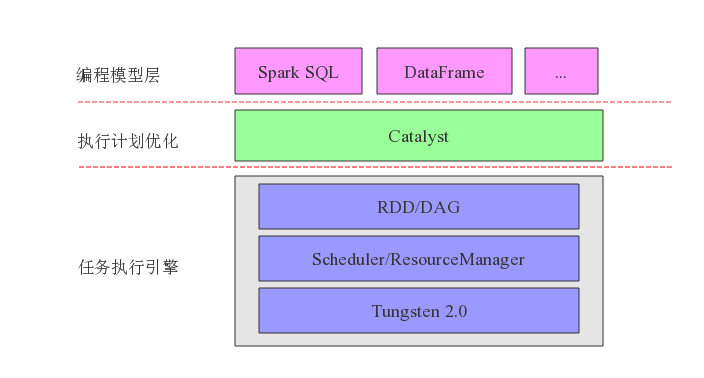 编程模型层
Spark SQL
DataFrame
...
执行计划优化
Catalyst
RDD/DAG
任务执行引擎
Scheduler/ResourceManager
Tungsten 2.0